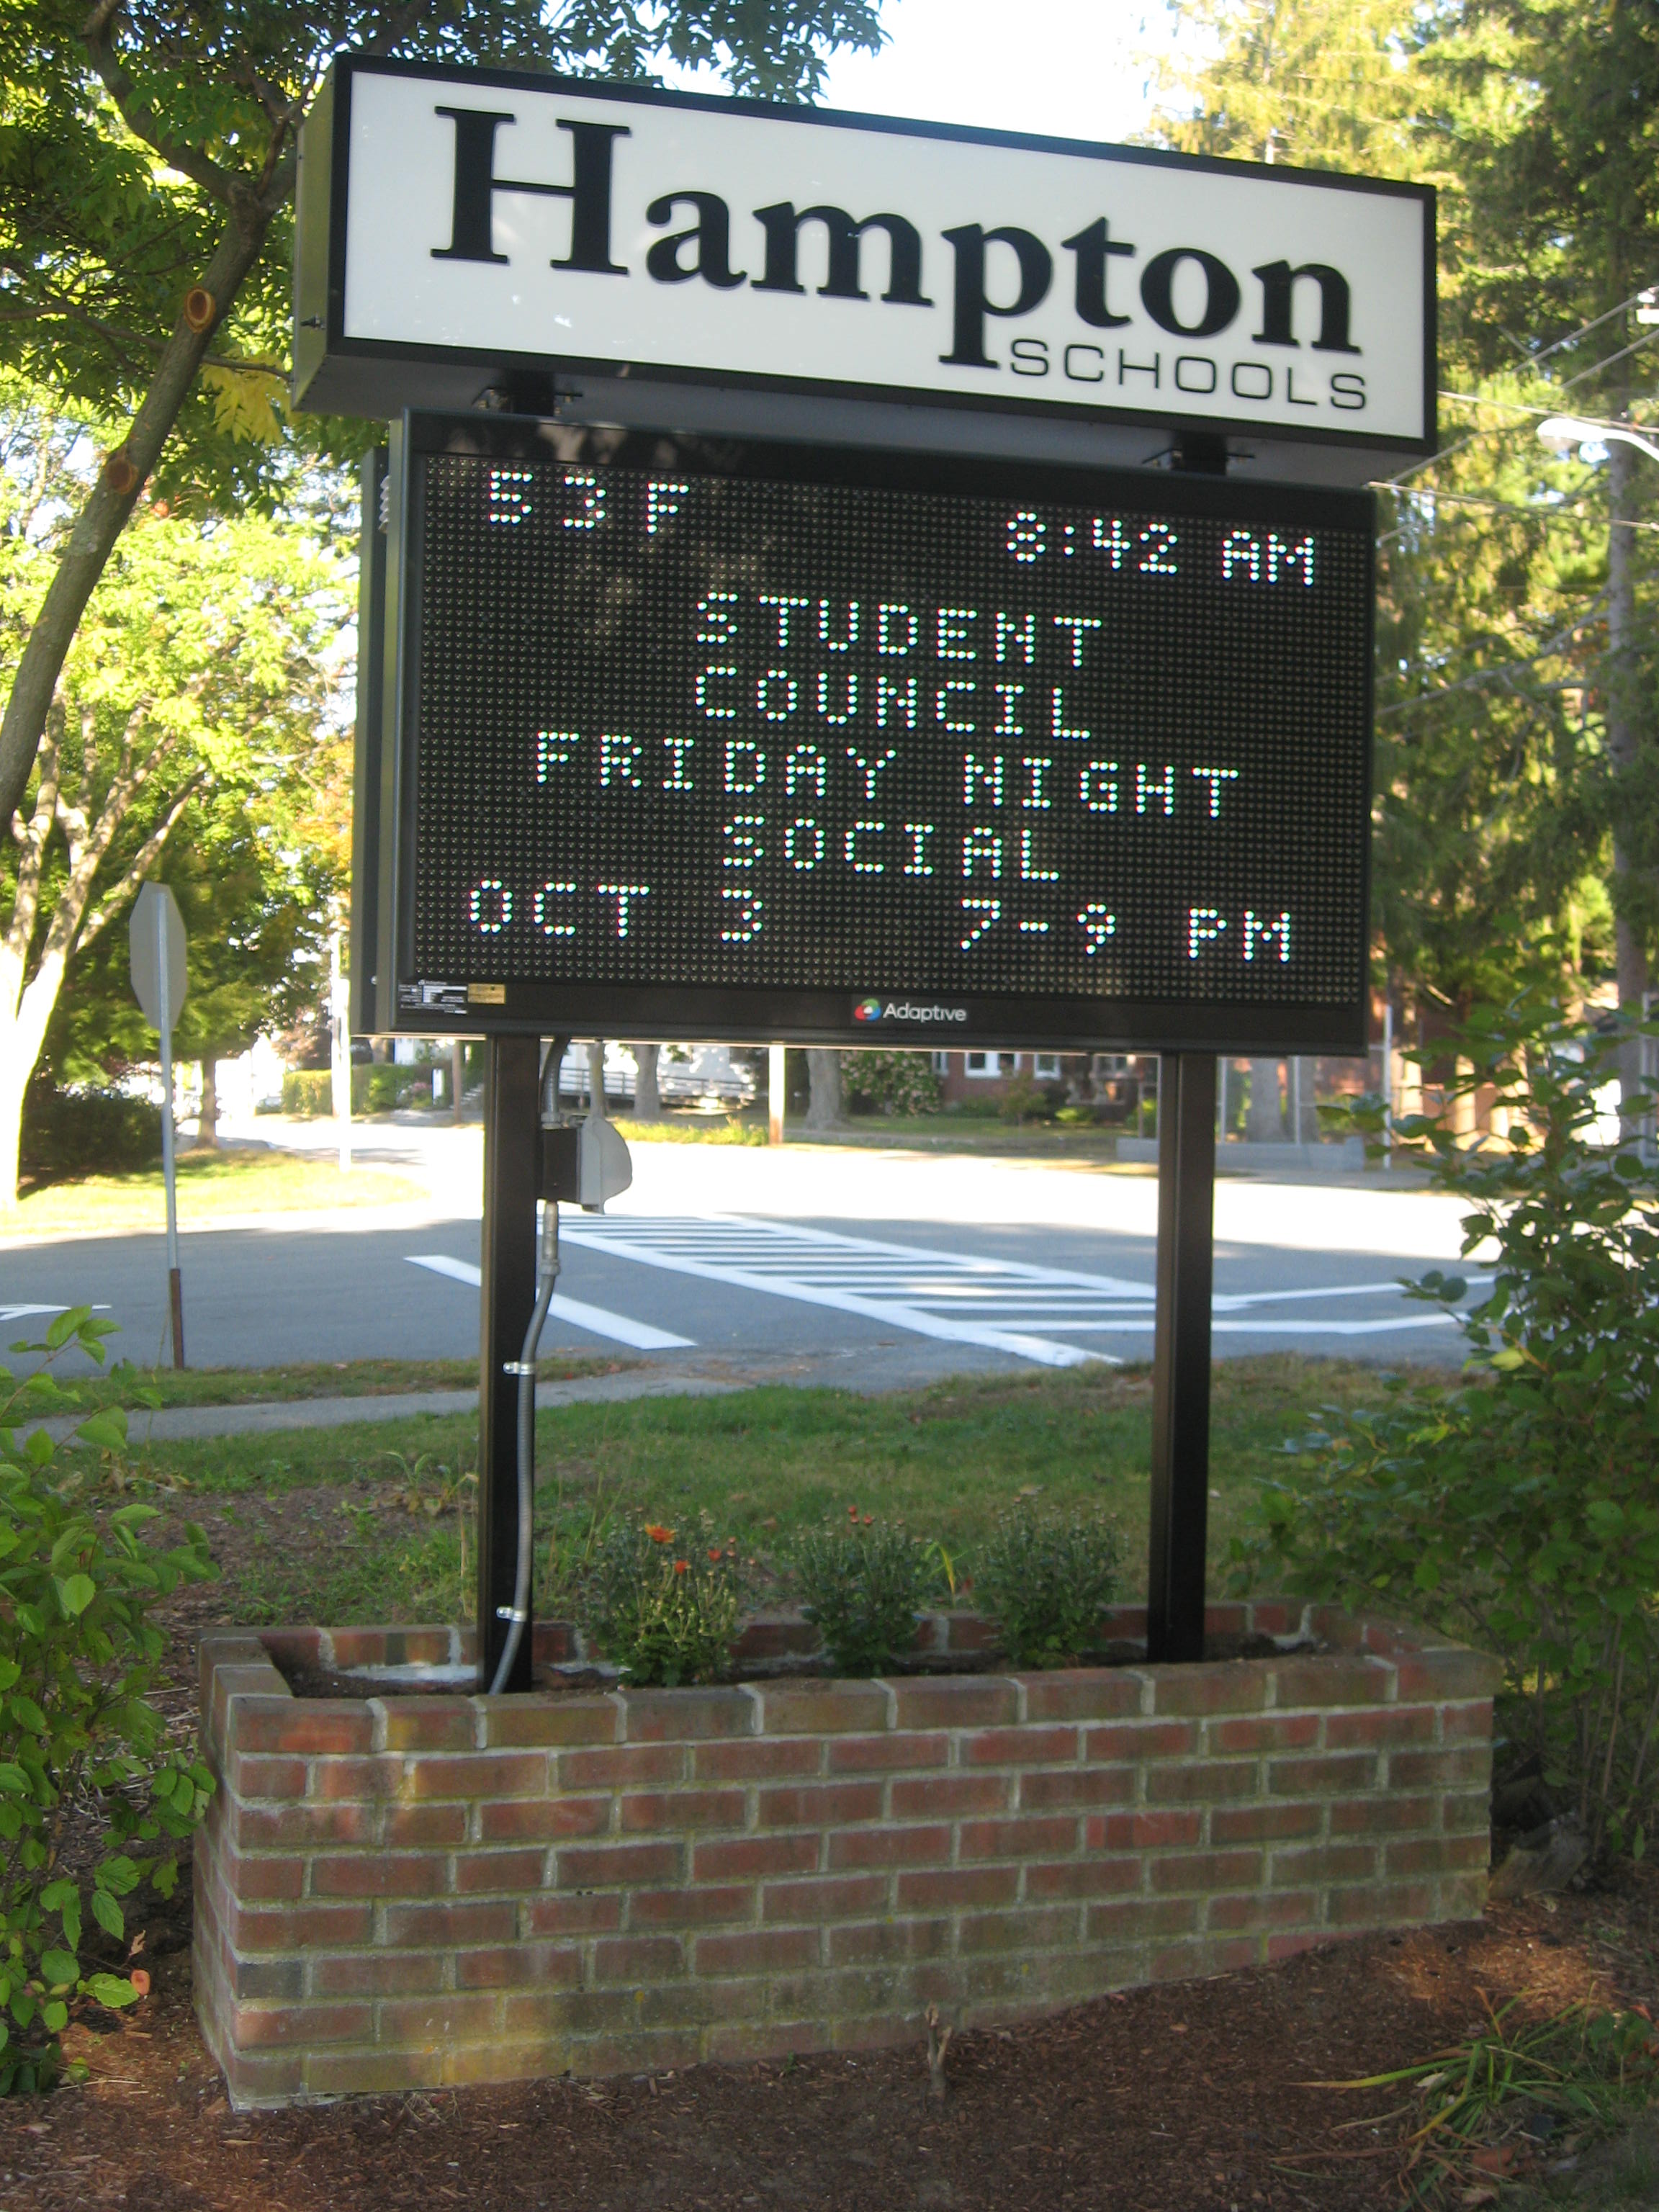 Hampton
SCHOOLS
53 F 8:42 AM
STUDENT
COUNCIL
FRIDAY NIGHT
SOCIAL
OCT 3 7-9 PM
Adaptive